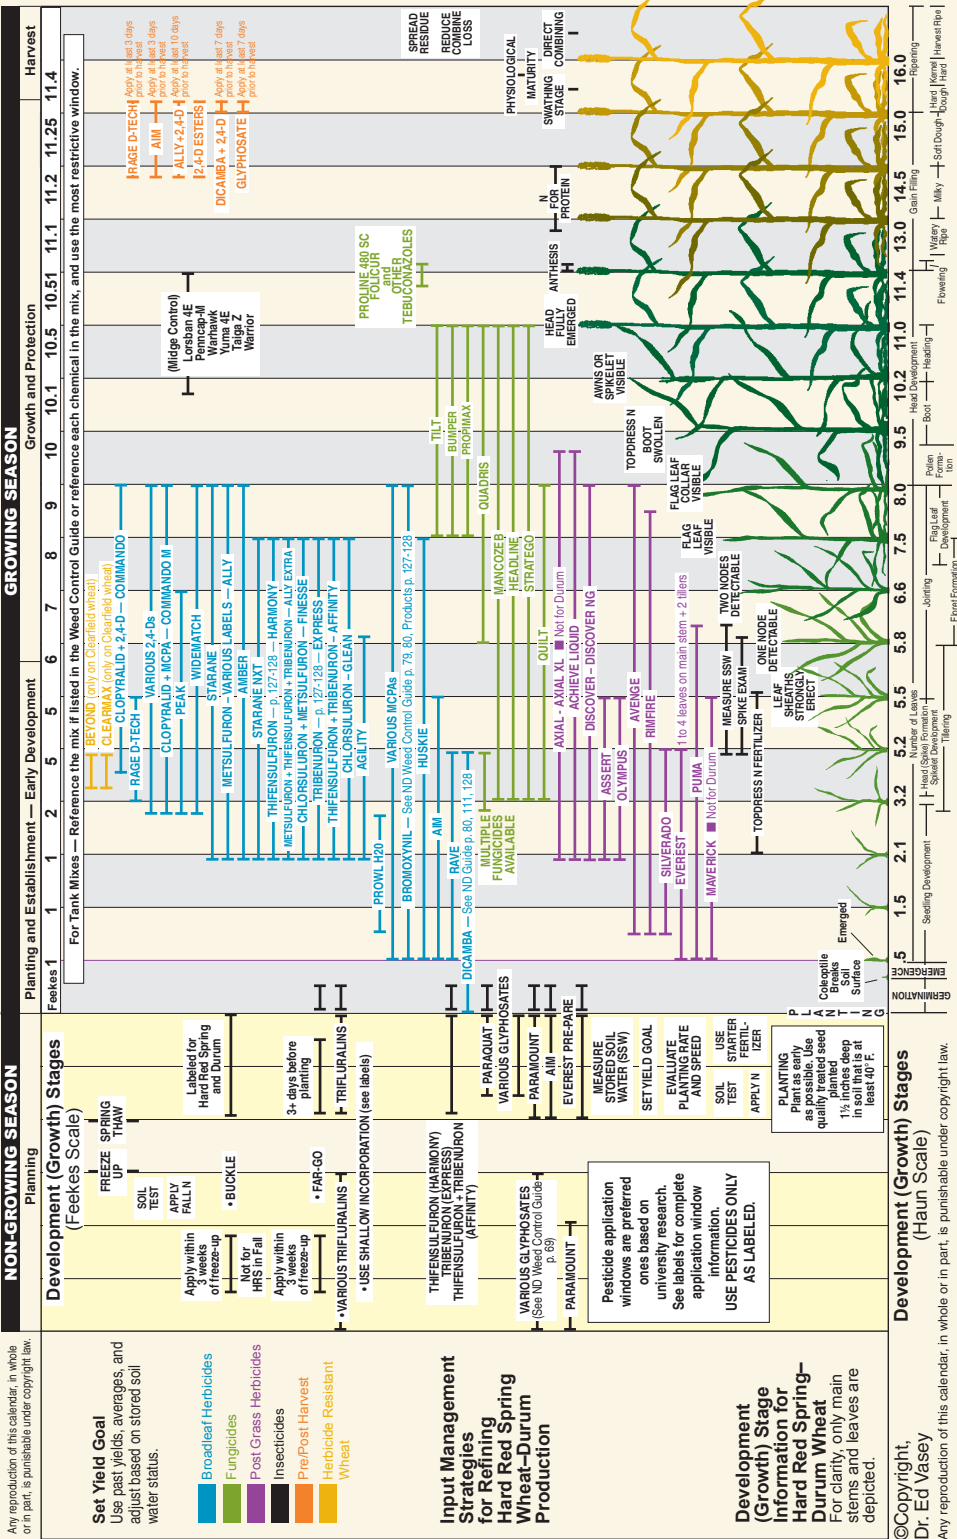 Any reproduction of this calendar, in whole
or in part, is punishable under copyright law.
NON-GROWING SEASON
GROWING SEASON
Planning
Planting and Establishment — Early Development
Growth and Protection
Harvest
Development (Growth) Stages
(Feekes Scale)
Feekes 1
1
1
2
5
5
6
7
8
9
10
10.1
10.5
10.51
11.1
11.2
11.25
11.4
For Tank Mixes — Reference the mix if listed in the Weed Control Guide or reference each chemical in the mix, and use the most restrictive window.
Set Yield Goal
Use past yields, averages, and
adjust based on stored soil
water status.
Broadleaf Herbicides
Fungicides
Post Grass Herbicides
Insecticides
Pre/Post Harvest
Herbicide Resistant
Wheat
Input Management
Strategies
for Refining
Hard Red Spring
Wheat–Durum
Production
Development
(Growth) Stage
Information for
Hard Red Spring–
Durum Wheat
For clarity, only main
stems and leaves are
depicted.
FREEZE
UP
SPRING
THAW
SOIL
TEST
APPLY
FALL N
Apply within
3 weeks
of freeze-up
Not for
HRS in Fall
• BUCKLE
Labeled for
Hard Red Spring
and Durum
Apply within
3 weeks
of freeze-up
• FAR-GO
3+ days before
planting
• VARIOUS TRIFLURALINS
• TRIFLURALINS
• USE SHALLOW INCORPORATION (see labels)
THIFENSULFURON (HARMONY)
TRIBENURON (EXPRESS)
THIFENSULFURON + TRIBENURON
(AFFINITY)
• PARAQUAT
VARIOUS GLYPHOSATES
VARIOUS GLYPHOSATES
(See ND Weed Control Guide
p. 69)
PARAMOUNT
PARAMOUNT
AIM
EVEREST PRE-PARE
Pesticide application
windows are preferred
ones based on
university research.
See labels for complete
application window
information.
USE PESTICIDES ONLY
AS LABELED.
MEASURE
STORED SOIL
WATER (SSW)
SET YIELD GOAL
EVALUATE
PLANTING RATE
AND SPEED
SOIL
TEST
USE
STARTER
FERTIL-
IZER
APPLY N
PLANTING
Plant as early
as possible. Use
quality treated seed
planted
1½ inches deep
in soil that is at
least 40° F.
PLANTING
BEYOND (only on Clearfield wheat)
CLEARMAX (only on Clearfield wheat)
CLOPYRALID + 2,4-D — COMMANDO
RAGE D-TECH
VARIOUS 2,4-Ds
CLOPYRALID + MCPA — COMMANDO M
PEAK
WIDEMATCH
STARANE
METSULFURON - VARIOUS LABELS – ALLY
AMBER
STARANE NXT
THIFENSULFURON — p. 127-128 — HARMONY
METSULFURON + THIFENSULFURON + TRIBENURON — ALLY EXTRA
CHLORSULFURON + METSULFURON — FINESSE
TRIBENURON — p. 127-128 — EXPRESS
THIFENSULFURON + TRIBENURON – AFFINITY
CHLORSULFURON – GLEAN
AGILITY
PROWL H20
VARIOUS MCPAs
BROMOXYNIL — See ND Weed Control Guide p. 79, 80, Products p. 127-128
HUSKIE
AIM
RAVE
DICAMBA — See ND Guide p. 80, 111, 128
MULTIPLE
FUNGICIDES
AVAILABLE
TILT
BUMPER
PROPIMAX
QUADRIS
MANCOZEB
HEADLINE
STRATEGO
QUILT
PROLINE 480 SC
FOLICUR
and
OTHER
TEBUCONAZOLES
(Midge Control)
Lorsban 4E
Penncap-M
Warhawk
Yuma 4E
Taiga Z
Warrior
RAGE D-TECH
Apply at least 3 days
prior to harvest
AIM
Apply at least 3 days
prior to harvest
ALLY +2,4-D
Apply at least 10 days
prior to harvest
2,4-D ESTERS
DICAMBA + 2,4-D
Apply at least 7 days
prior to harvest
GLYPHOSATE
Apply at least 7 days
prior to harvest
AXIAL - AXIAL XL ■ Not for Durum
ACHIEVE LIQUID
DISCOVER – DISCOVER NG
ASSERT
OLYMPUS
AVENGE
RIMFIRE
SILVERADO
EVEREST
1 to 4 leaves on main stem + 2 tillers
PUMA
MAVERICK ■ Not for Durum
MEASURE SSW
SPIKE EXAM
TOPDRESS N FERTILIZER
Coleoptile
Breaks
Soil
Surface
Emerged
LEAF
SHEATHS
STRONGLY
ERECT
ONE NODE
DETECTABLE
TWO NODES
DETECTABLE
FLAG
LEAF
VISIBLE
FLAG LEAF
COLLAR
VISIBLE
TOPDRESS N
BOOT
SWOLLEN
AWNS OR
SPIKELET
VISIBLE
HEAD
FULLY
EMERGED
ANTHESIS
N
FOR
PROTEIN
SWATHING
STAGE
PHYSIOLOGICAL
MATURITY
DIRECT
COMBINING
SPREAD
RESIDUE
REDUCE
COMBINE
LOSS
Development (Growth) Stages
(Haun Scale)
GERMINATION
EMERGENCE
.5
1.5
2.1
3.2
5.2
5.5
5.8
6.6
7.5
8.0
9.5
10.2
11.0
11.4
13.0
14.5
15.0
16.0
Seedling Development
Number of Leaves
Head (Spike) Formation
Spikelet Development
Tillering
Jointing
Floret Formation
Flag Leaf
Development
Pollen
Forma-
tion
Head Development
Boot
Heading
Flowering
Watery
Ripe
Grain Filling
Milky
Soft Dough
Hard
Dough
Kernel
Hard
Ripening
Harvest Ripe
©Copyright,
Dr. Ed Vasey
Any reproduction of this calendar, in whole or in part, is punishable under copyright law.